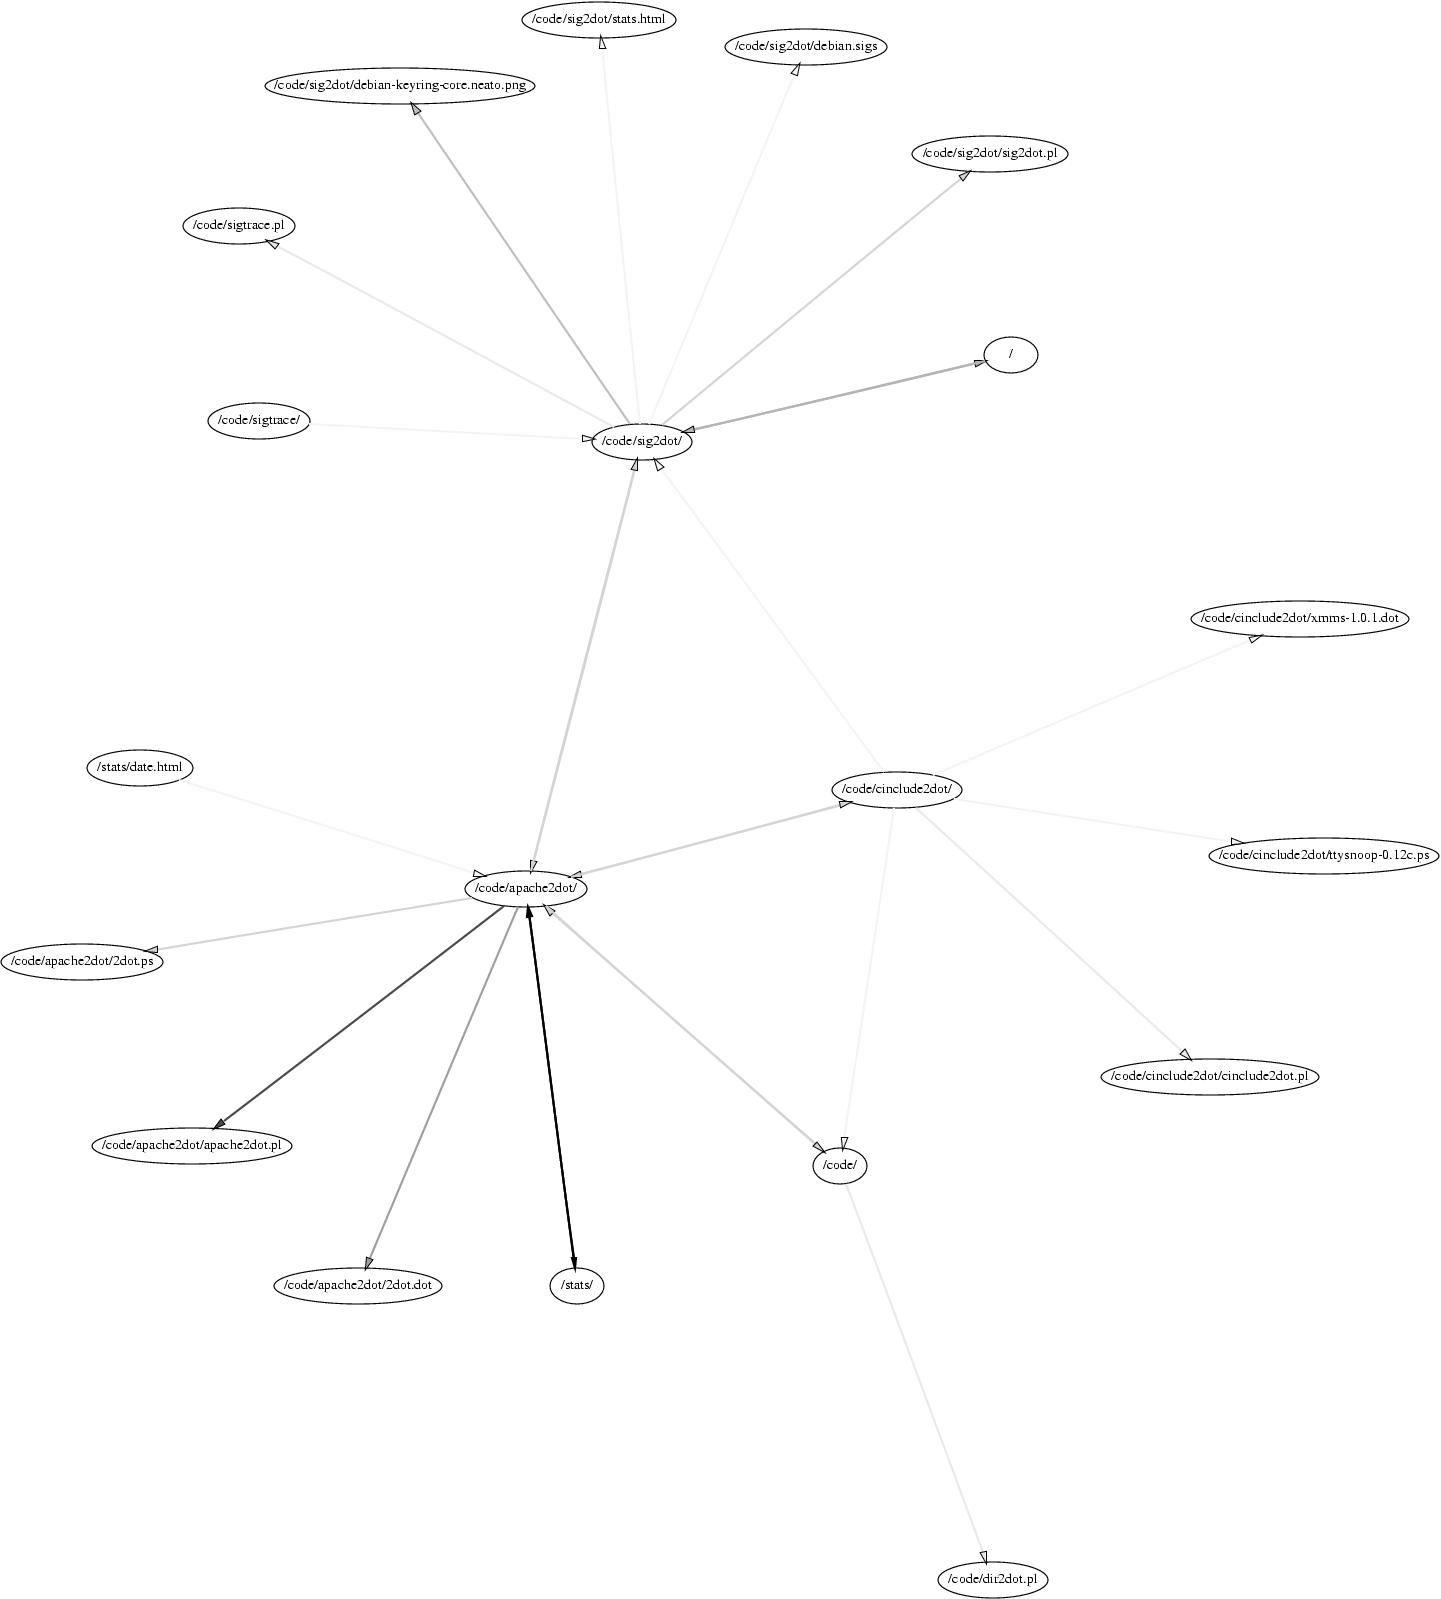 /code/sig2dot/stats.html
/code/sig2dot/debian.sigs
/code/sig2dot/debian-keyring-core.neato.png
/code/sig2dot/sig2dot.pl
/code/sigtrace.pl
/
/code/sigtrace/
/code/sig2dot/
/code/cinclude2dot/xmms-1.0.1.dot
/stats/date.html
/code/cinclude2dot/
/code/cinclude2dot/ttysnoop-0.12c.ps
/code/apache2dot/
/code/apache2dot/2dot.ps
/code/cinclude2dot/cinclude2dot.pl
/code/apache2dot/apache2dot.pl
/code/
/code/apache2dot/2dot.dot
/stats/
/code/dir2dot.pl